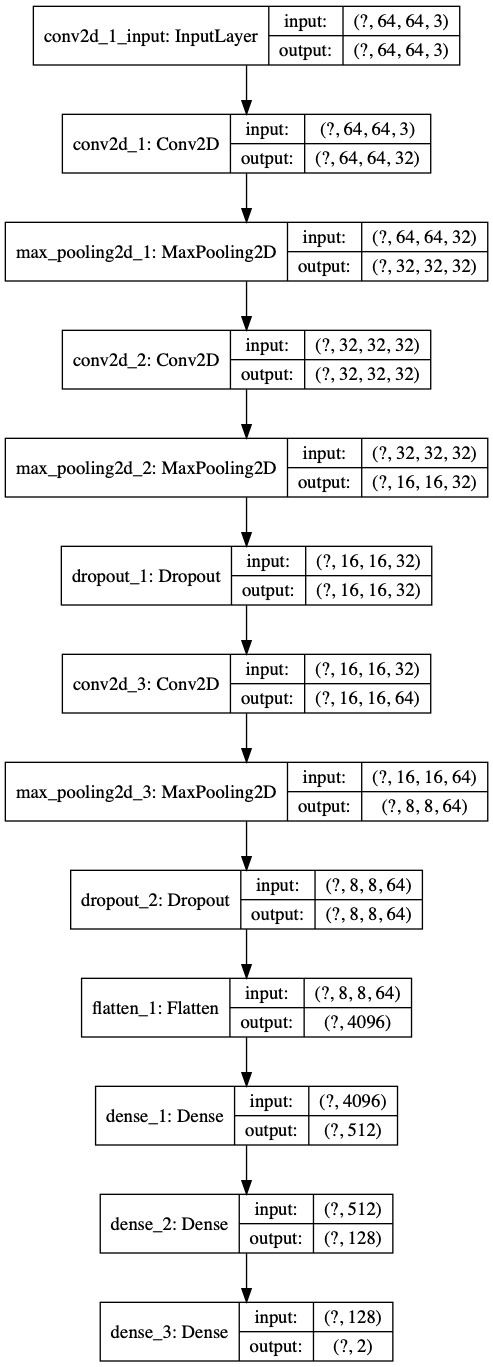 conv2d_1_input: InputLayer
input: (?, 64, 64, 3)
output: (?, 64, 64, 3)
conv2d_1: Conv2D
input: (?, 64, 64, 3)
output: (?, 64, 64, 32)
max_pooling2d_1: MaxPooling2D
input: (?, 64, 64, 32)
output: (?, 32, 32, 32)
conv2d_2: Conv2D
input: (?, 32, 32, 32)
output: (?, 32, 32, 32)
max_pooling2d_2: MaxPooling2D
input: (?, 32, 32, 32)
output: (?, 16, 16, 32)
dropout_1: Dropout
input: (?, 16, 16, 32)
output: (?, 16, 16, 32)
conv2d_3: Conv2D
input: (?, 16, 16, 32)
output: (?, 16, 16, 64)
max_pooling2d_3: MaxPooling2D
input: (?, 16, 16, 64)
output: (?, 8, 8, 64)
dropout_2: Dropout
input: (?, 8, 8, 64)
output: (?, 8, 8, 64)
flatten_1: Flatten
input: (?, 8, 8, 64)
output: (?, 4096)
dense_1: Dense
input: (?, 4096)
output: (?, 512)
dense_2: Dense
input: (?, 512)
output: (?, 128)
dense_3: Dense
input: (?, 128)
output: (?, 2)